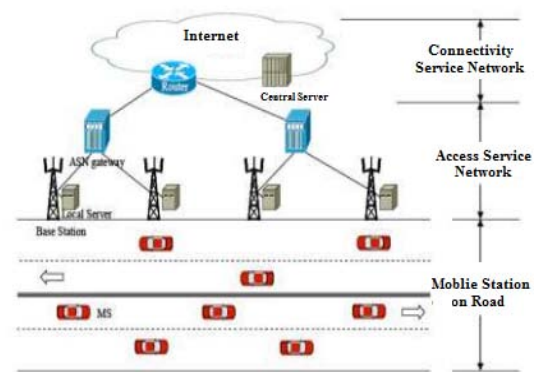 Internet
Connectivity
Service Network
Router
Central Server
ASN gateway
Access Service
Network
Local Server
Base Station
Moblie Station
on Road
MS